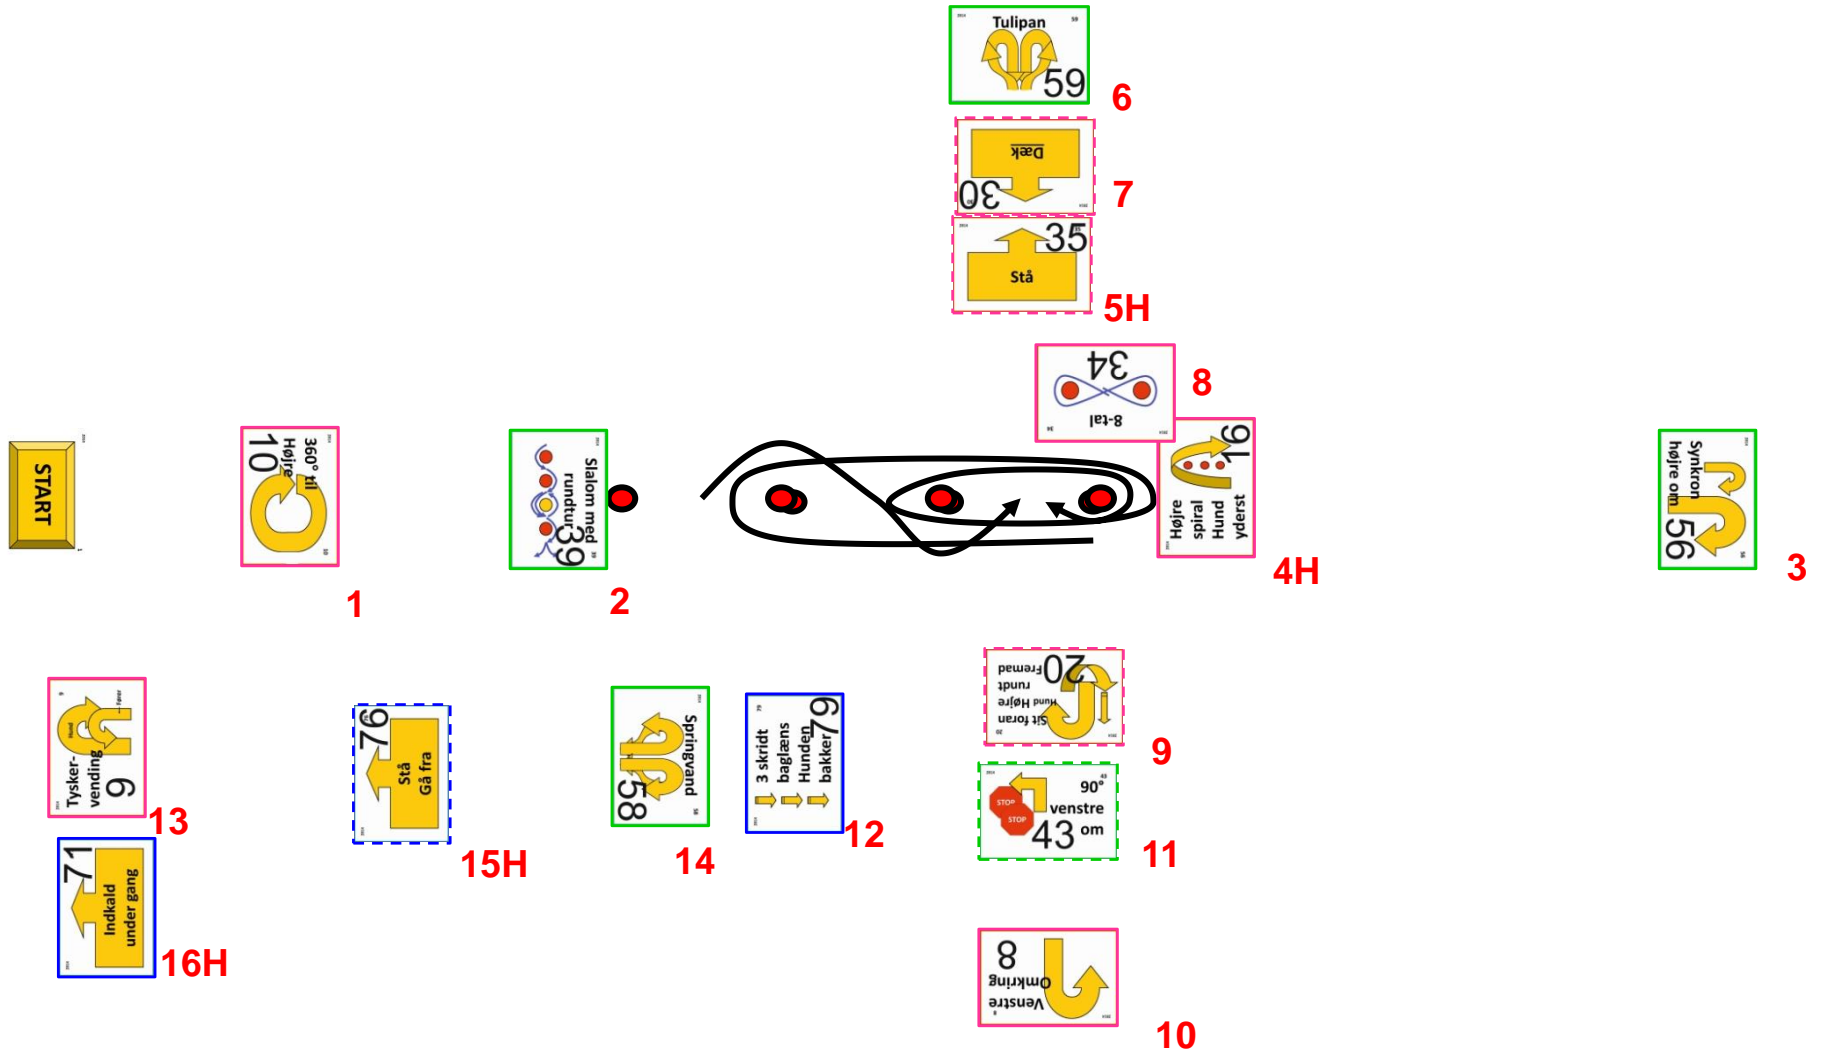 Tulipan
59
6
Dæk
30
7
35
Stå
5H
34
8-tal
8
START
360° til
Højre
10
1
Slalom med
rundtur
39
2
16
Højre
spiral
Hund
yderst
4H
Synkron
højre om
56
3
20
Sit foran
Hund Højre
rundt
Fremad
9
90°
venstre
om
STOP
STOP
43
11
8
Venstre
Omkring
10
79
3 skridt
baglæns
Hunden
bakker
12
Hund
Fører
Tysker-
vending
9
13
Springvand
58
14
76
Stå
Gå fra
15H
71
Indkald
under gang
16H